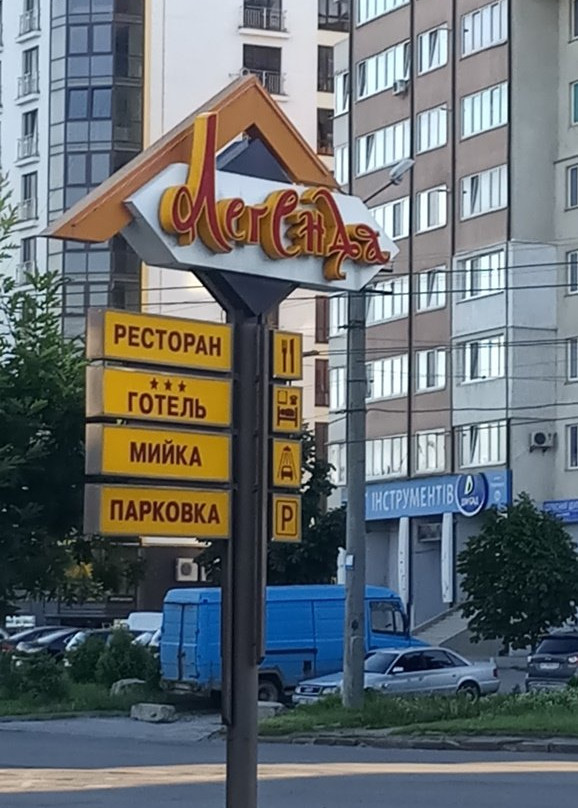 Легенда
РЕСТОРАН
ГОТЕЛЬ
МИЙКА
ПАРКОВКА
P
ІНСТРУМЕНТІВ